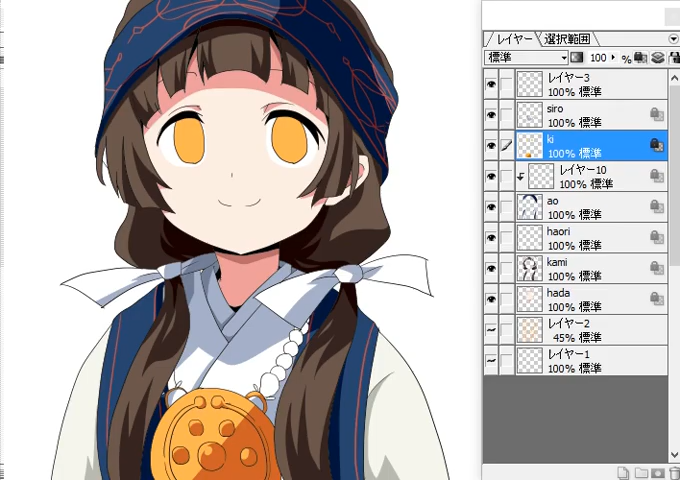 レイヤー 選択範囲
標準 100 %
レイヤー3
100% 標準
siro
100% 標準
ki
100% 標準
レイヤー10
100% 標準
ao
100% 標準
haori
100% 標準
kami
100% 標準
hada
100% 標準
レイヤー2
45% 標準
レイヤー1
100% 標準